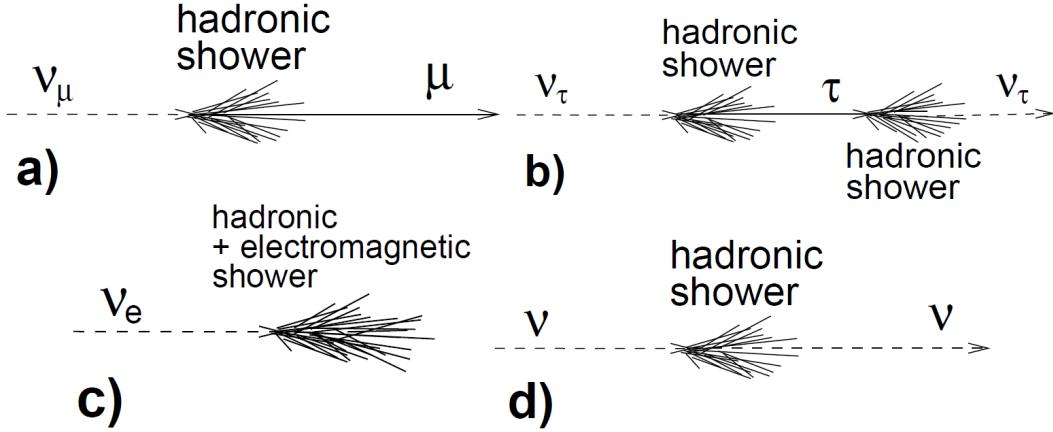 hadronic
shower
ν_μ
μ
a)
hadronic
shower
ν_τ
τ
ν_τ
hadronic
shower
b)
hadronic
+ electromagnetic
shower
ν_e
c)
hadronic
shower
ν
ν
d)